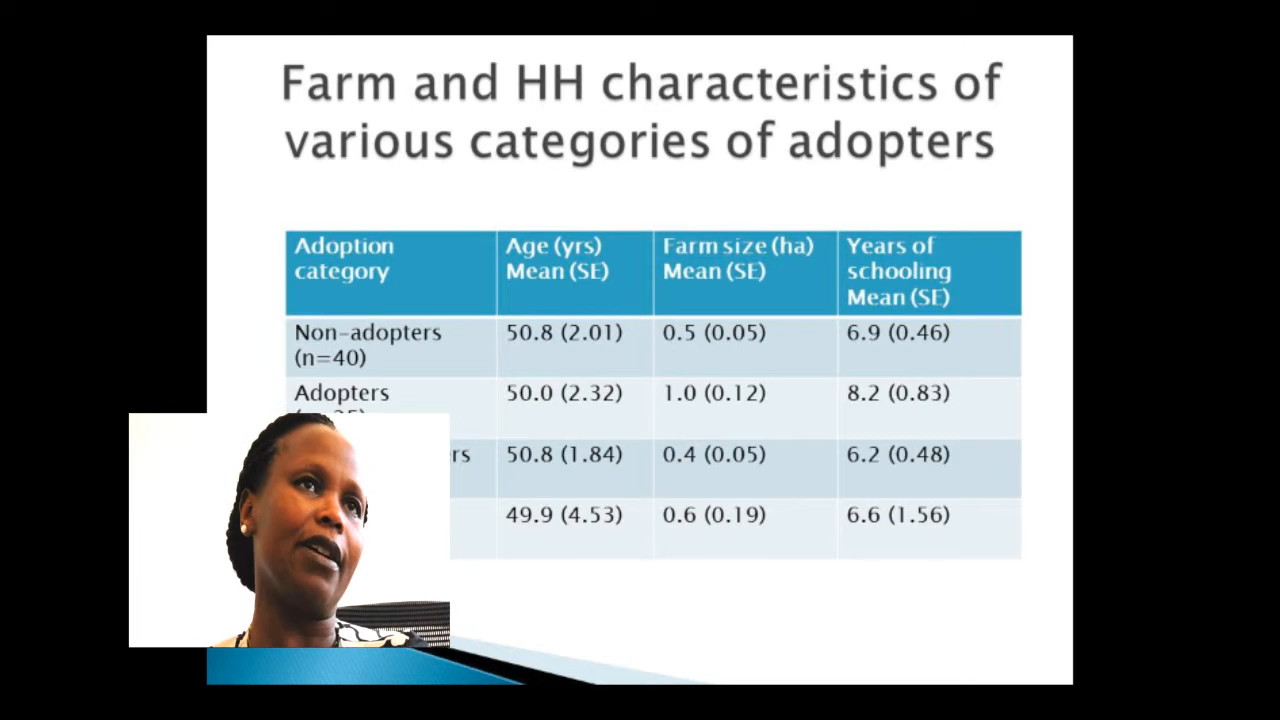 Farm and HH characteristics of
various categories of adopters
Adoption
category
Age (yrs)
Mean (SE)
Farm size (ha)
Mean (SE)
Years of
schooling
Mean (SE)
Non-adopters
(n=40)
50.8 (2.01)
0.5 (0.05)
6.9 (0.46)
Adopters
50.0 (2.32)
1.0 (0.12)
8.2 (0.83)
50.8 (1.84)
0.4 (0.05)
6.2 (0.48)
49.9 (4.53)
0.6 (0.19)
6.6 (1.56)